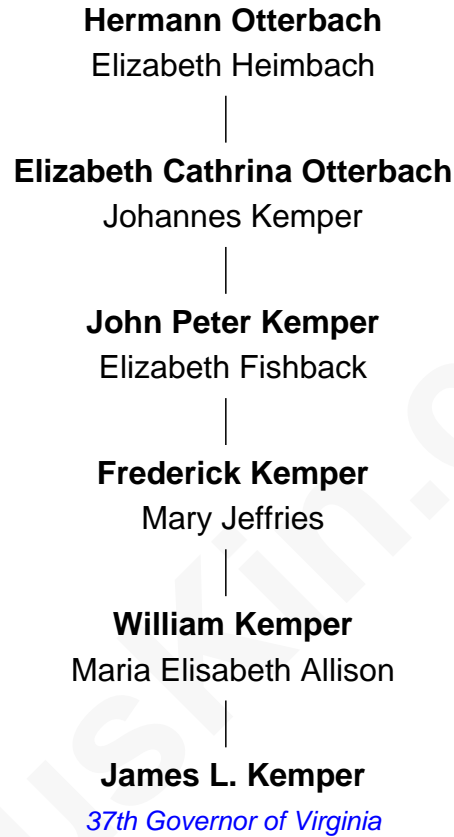 Hermann Otterbach
Elizabeth Heimbach
Elizabeth Cathrina Otterbach
Johannes Kemper
John Peter Kemper
Elizabeth Fishback
Frederick Kemper
Mary Jeffries
William Kemper
Maria Elisabeth Allison
James L. Kemper
37th Governor of Virginia